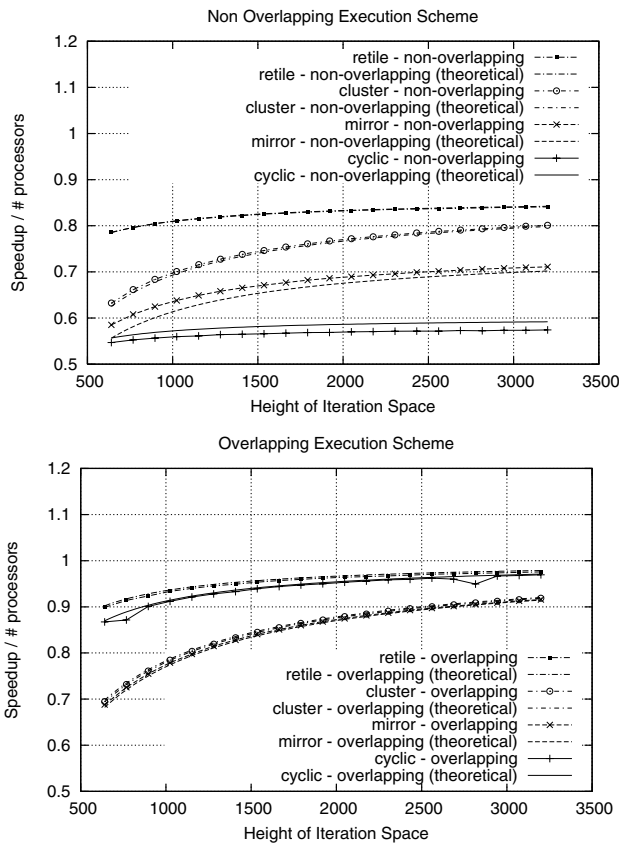 Non Overlapping Execution Scheme
1.2
1.1
1
0.9
0.8
0.7
0.6
0.5
Speedup / # processors
retile - non-overlapping
retile - non-overlapping (theoretical)
cluster - non-overlapping
cluster - non-overlapping (theoretical)
mirror - non-overlapping
mirror - non-overlapping (theoretical)
cyclic - non-overlapping
cyclic - non-overlapping (theoretical)
500 1000 1500 2000 2500 3000 3500
Height of Iteration Space
Overlapping Execution Scheme
1.2
1.1
1
0.9
0.8
0.7
0.6
0.5
Speedup / # processors
retile - overlapping
retile - overlapping (theoretical)
cluster - overlapping
cluster - overlapping (theoretical)
mirror - overlapping
mirror - overlapping (theoretical)
cyclic - overlapping
cyclic - overlapping (theoretical)
500 1000 1500 2000 2500 3000 3500
Height of Iteration Space